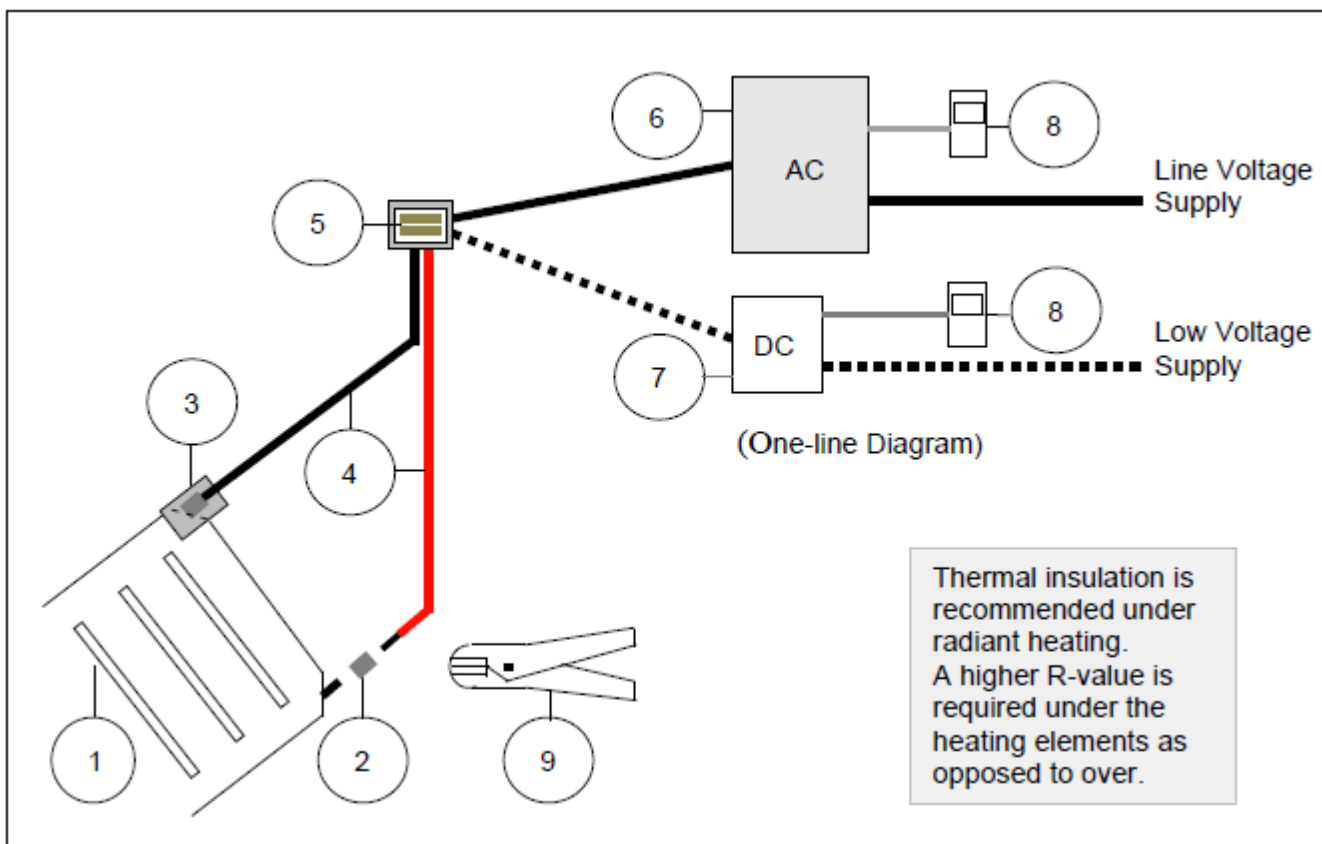 6
AC
8
Line Voltage
Supply
5
DC
8
Low Voltage
Supply
7
(One-line Diagram)
3
4
Thermal insulation is
recommended under
radiant heating.
A higher R-value is
required under the
heating elements as
opposed to over.
1
2
9